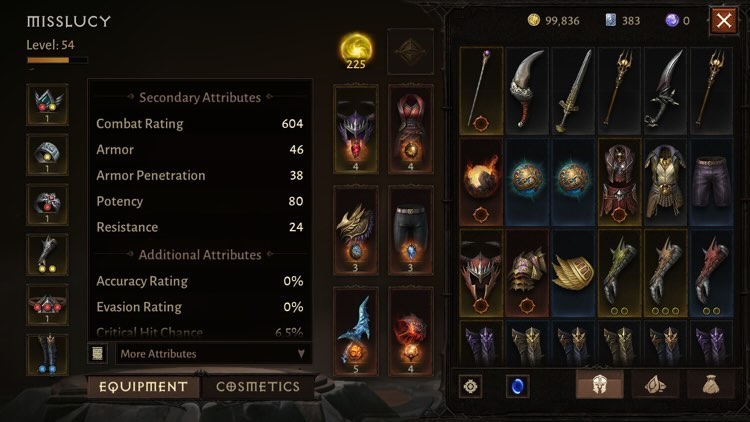 MISSLUCY
Level: 54
99,836
383
0
225
Secondary Attributes
Combat Rating 604
Armor 46
Armor Penetration 38
Potency 80
Resistance 24
Additional Attributes
Accuracy Rating 0%
Evasion Rating 0%
Critical Hit Chance 6.5%
More Attributes
1
1
1
1
4
4
3
3
5
4
EQUIPMENT
COSMETICS